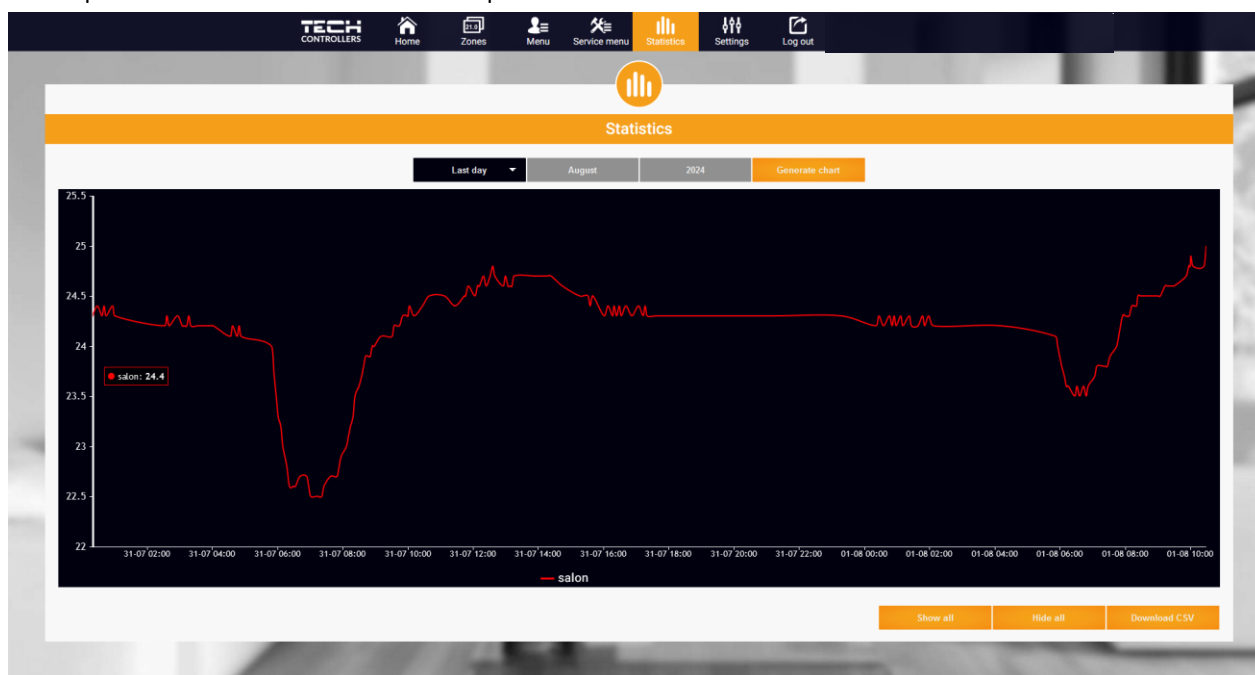 TECH
CONTROLLERS
Home
21.0
Zones
Menu
Service menu
Statistics
Settings
Log out
Statistics
Last day
August
2024
Generate chart
25.5
25
24.5
24
23.5
23
22.5
22
salon: 24.4
31-07 02:00 31-07 04:00 31-07 06:00 31-07 08:00 31-07 10:00 31-07 12:00 31-07 14:00 31-07 16:00 31-07 18:00 31-07 20:00 31-07 22:00 01-08 00:00 01-08 02:00 01-08 04:00 01-08 06:00 01-08 08:00 01-08 10:00
salon
Show all
Hide all
Download CSV